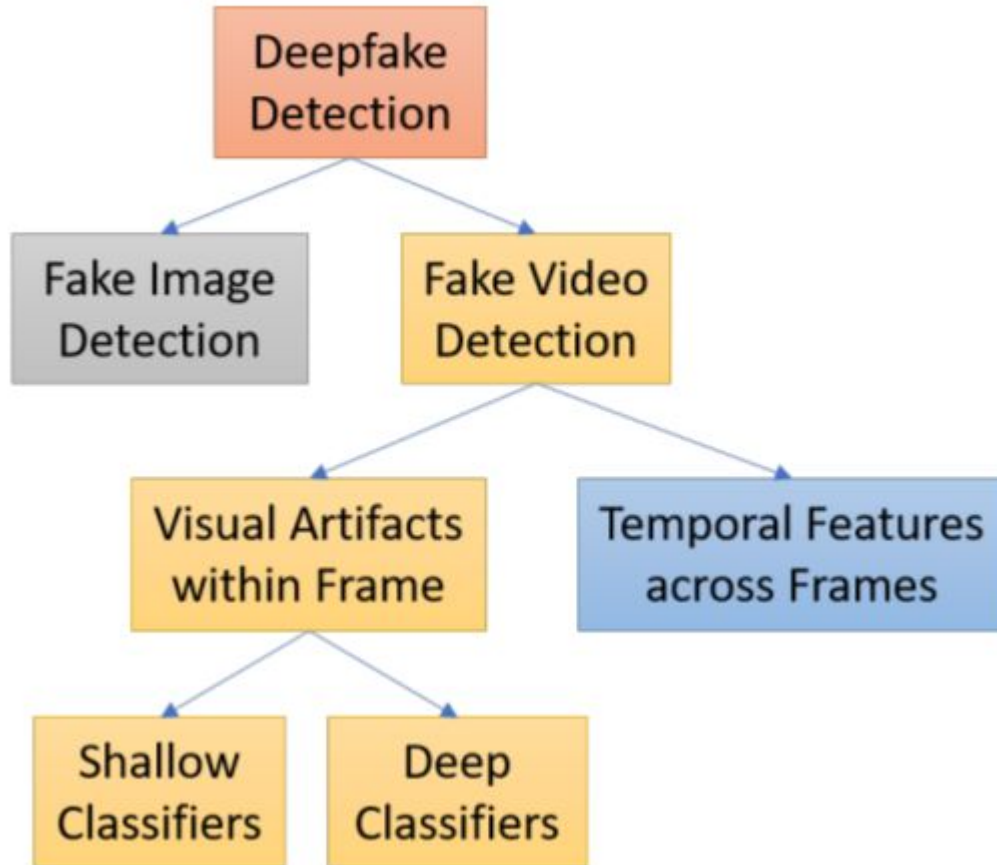 Deepfake
Detection
Fake Image
Detection
Fake Video
Detection
Visual Artifacts
within Frame
Temporal Features
across Frames
Shallow
Classifiers
Deep
Classifiers